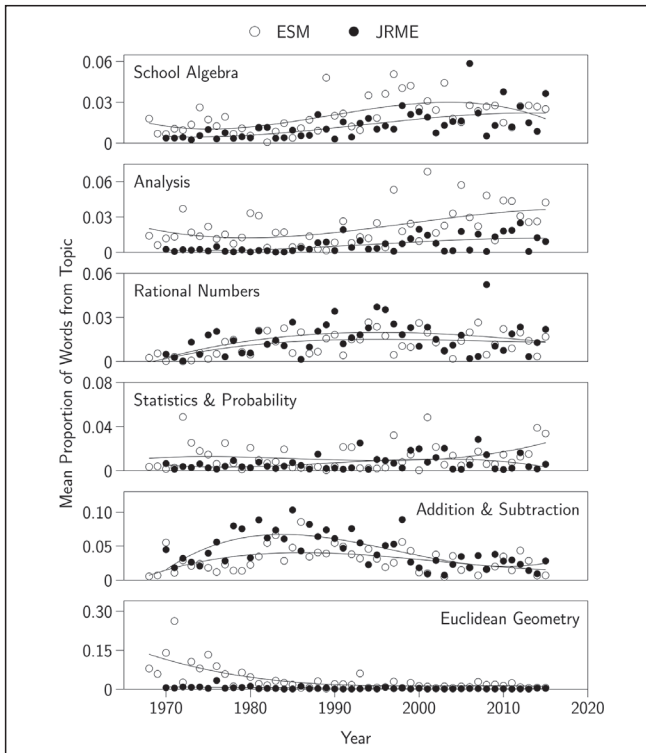 ESM JRME
0.06
School Algebra
0.03
0
Analysis
0.06
0.03
0
0.06
Rational Numbers
0.03
0
0.08
Statistics & Probability
0.04
0
Addition & Subtraction
0.10
0.05
0
0.30
Euclidean Geometry
0.15
0
1970 1980 1990 2000 2010 2020
Year
Mean Proportion of Words from Topic